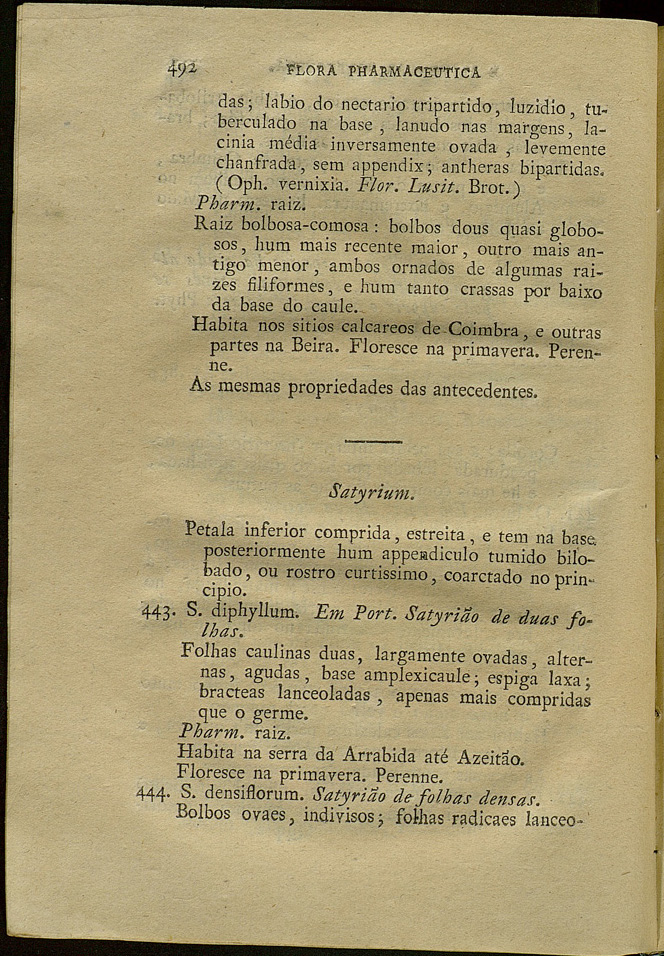 492 FLORA PHARMACEUTICA
das; labio do nectario tripartido, luzidio, tu-
berculado na base, lanudo nas margens, la-
cinia média inversamente ovada, levemente
chanfrada, sem appendix; antheras bipartidas.
(Oph. vernixia. Flor. Lusit. Brot.)
Pharm. raiz.
Raiz bolbosa-comosa: bolbos dous quasi globo-
sos, hum mais recente maior, outro mais an-
tigo menor, ambos ornados de algumas rai-
zes filiformes, e hum tanto crassas por baixo
da base do caule.
Habita nos sitios calcareos de Coimbra, e outras
partes na Beira. Floresce na primavera. Peren-
ne.
As mesmas propriedades das antecedentes.
Satyrium.
Petala inferior comprida, estreita, e tem na base
posteriormente hum appendiculo tumido bilo-
bado, ou rostro curtissimo, coarctado no prin-
cipio.
443. S. diphyllum. Em Port. Satyrião de duas fo-
lhas.
Folhas caulinas duas, largamente ovadas, alter-
nas, agudas, base amplexicaule; espiga laxa;
bracteas lanceoladas, apenas mais compridas
que o germe.
Pharm. raiz.
Habita na serra da Arrabida até Azeitão.
Floresce na primavera. Perenne.
444. S. densiflorum. Satyrião de folhas densas.
Bolbos ovaes, indivisos; folhas radicaes lanceo-